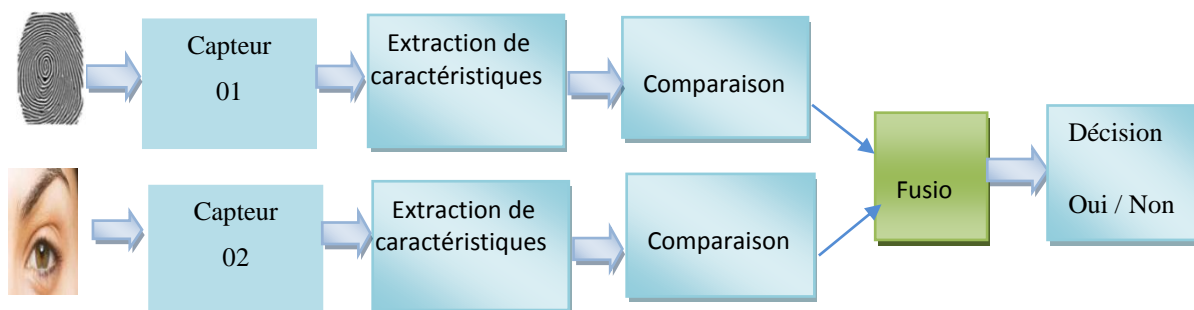 Capteur
01
Extraction de
caractéristiques
Comparaison
Capteur
02
Extraction de
caractéristiques
Comparaison
Fusio
Décision
Oui / Non